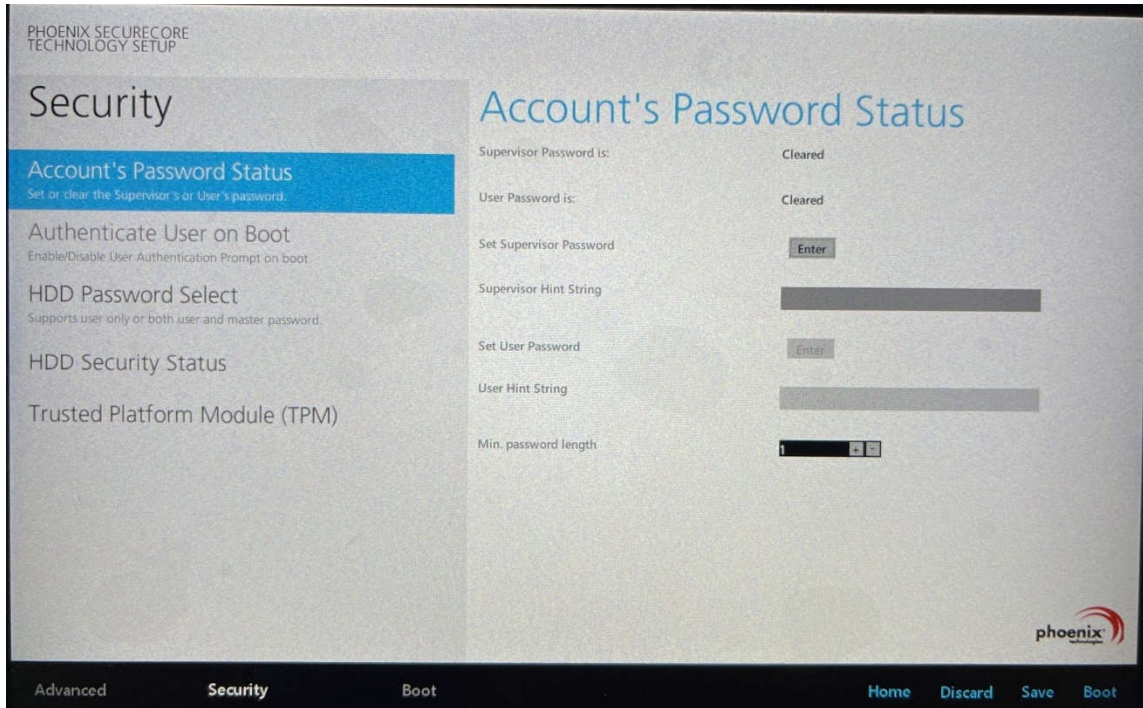 PHOENIX SECURECORE
TECHNOLOGY SETUP
Security
Account's Password Status
Set or clear the Supervisor's or User's password.
Authenticate User on Boot
Enable/Disable User Authentication Prompt on boot.
HDD Password Select
Supports user only or both user and master password.
HDD Security Status
Trusted Platform Module (TPM)
Account's Password Status
Supervisor Password is: Cleared
User Password is: Cleared
Set Supervisor Password Enter
Supervisor Hint String
Set User Password Enter
User Hint String
Min. password length 1 + -
phoenix
technologies
Advanced Security Boot Home Discard Save Boot